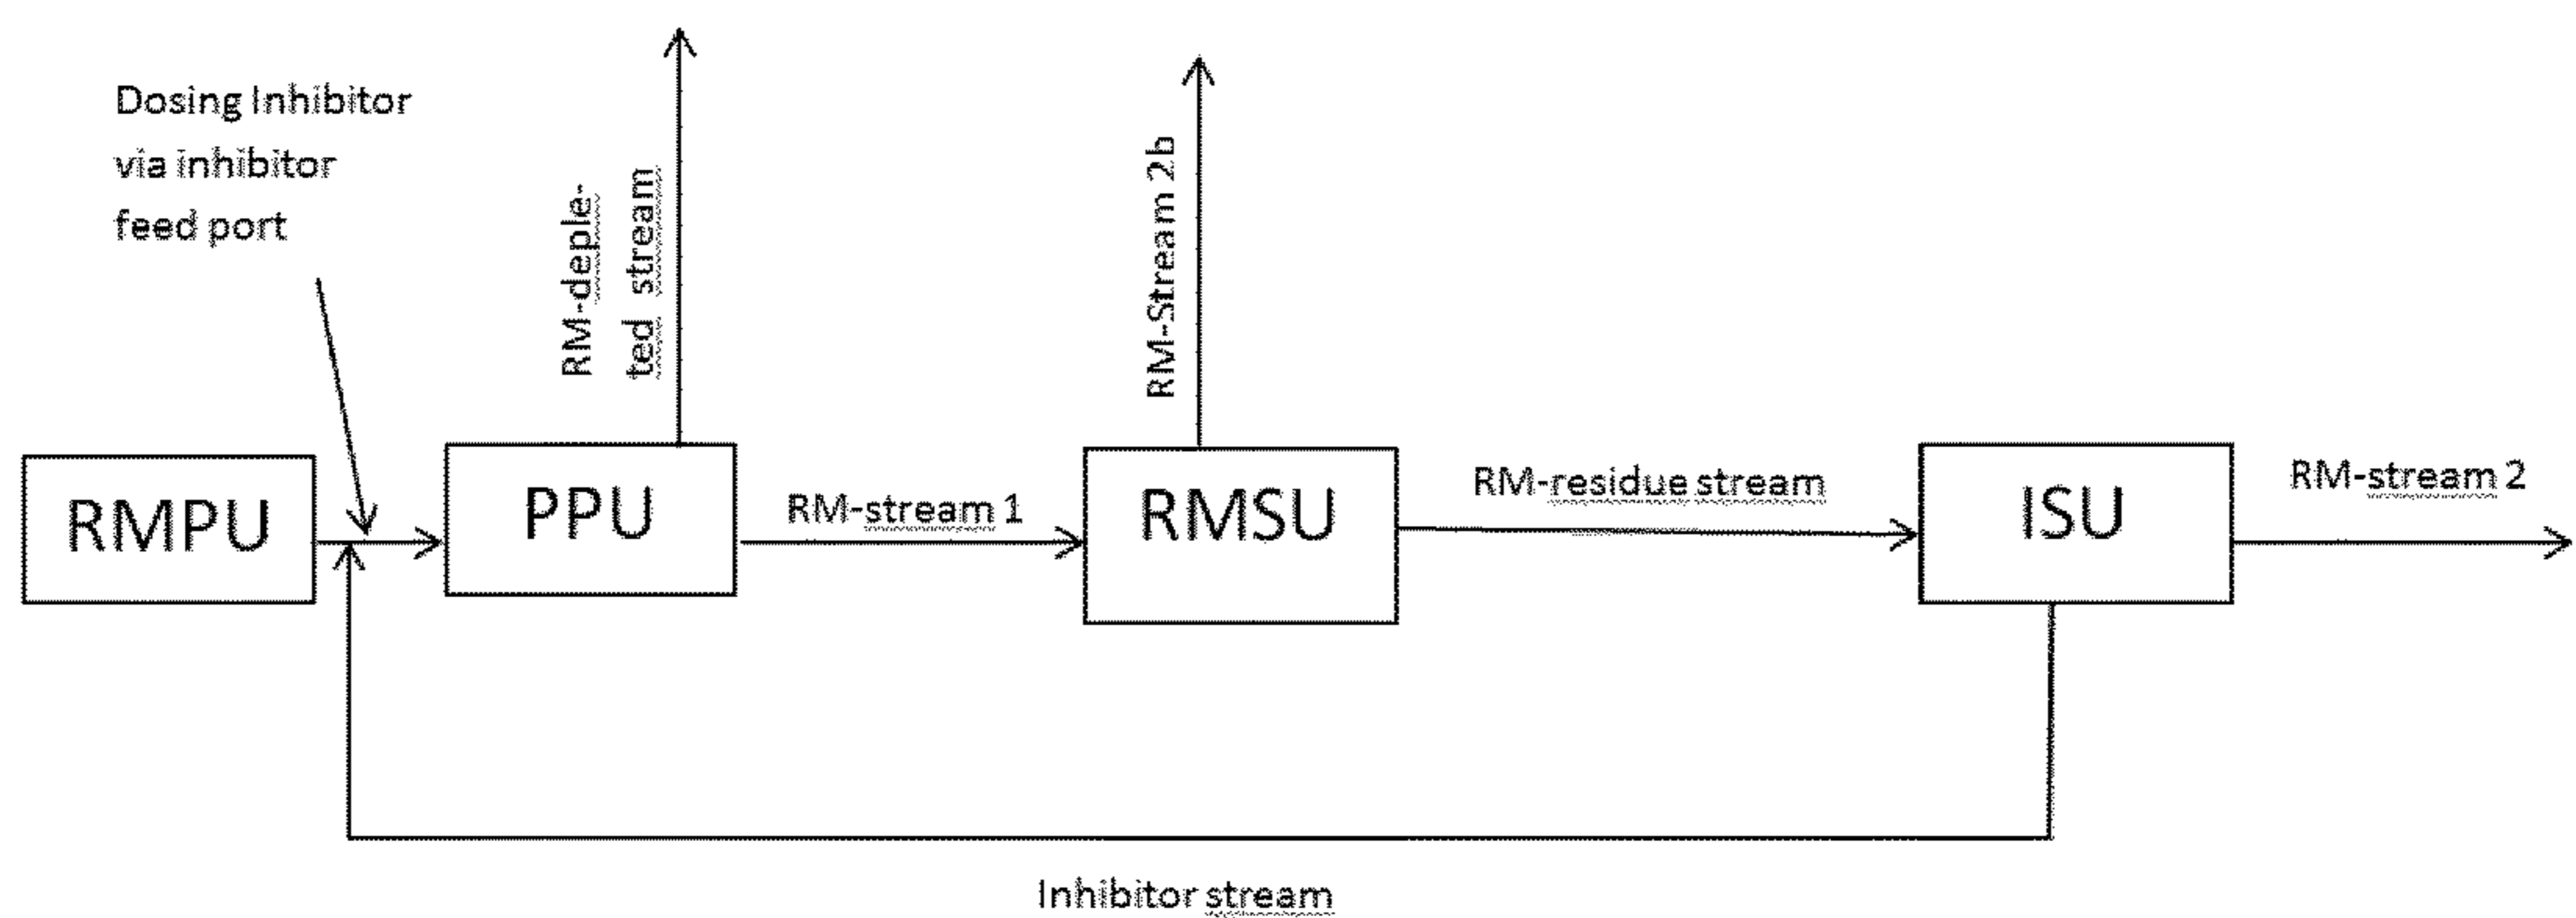 Dosing Inhibitor
via inhibitor
feed port
RM-deple-
ted stream
RM-Stream 2b
RMPU
PPU
RM-stream 1
RMSU
RM-residue stream
ISU
RM-stream 2
Inhibitor stream